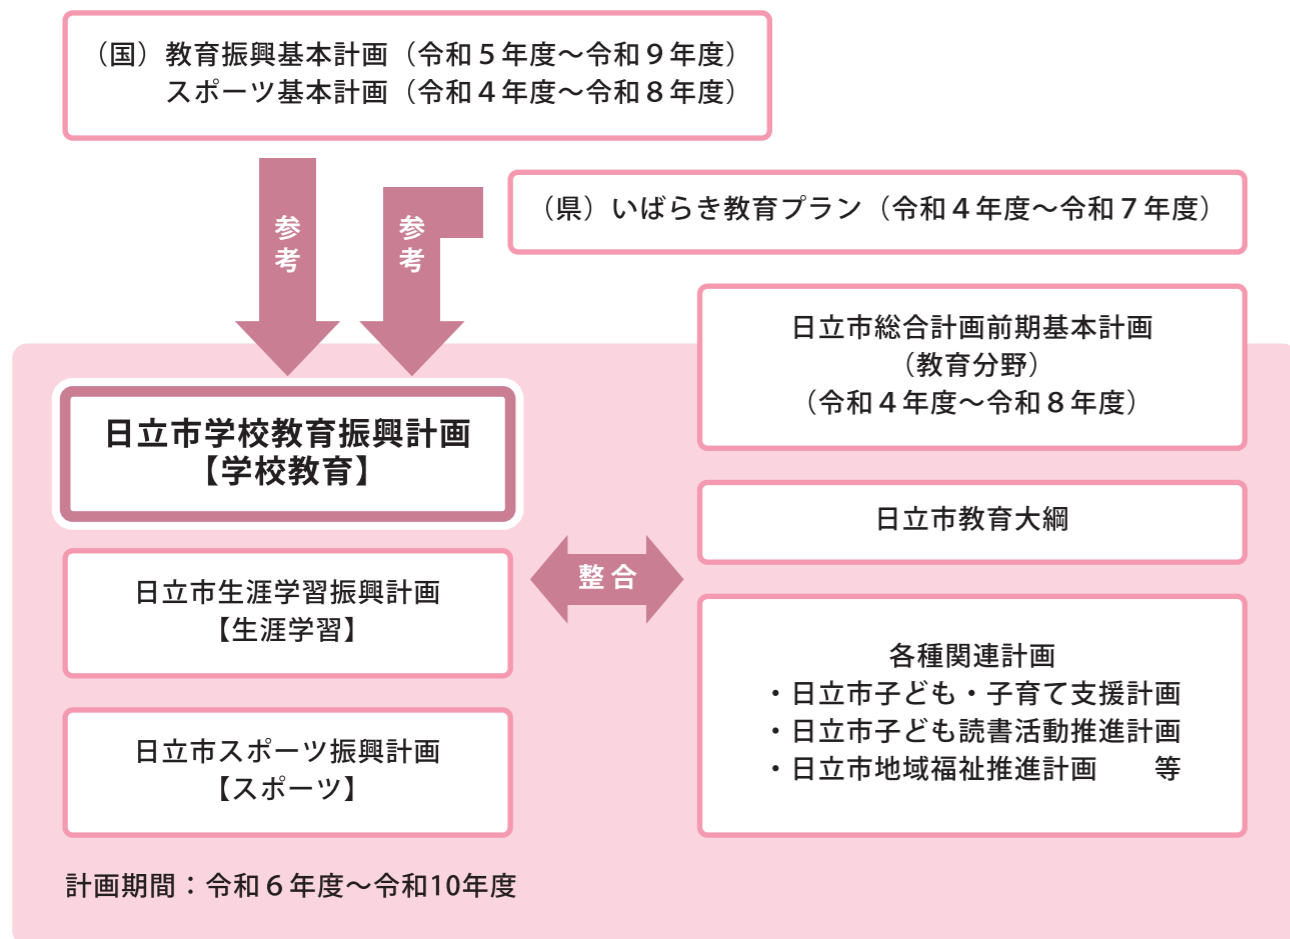 （国）教育振興基本計画（令和５年度～令和９年度）
スポーツ基本計画（令和４年度～令和８年度）
参考
参考
（県）いばらき教育プラン（令和４年度～令和７年度）
日立市総合計画前期基本計画
（教育分野）
（令和４年度～令和８年度）
日立市学校教育振興計画
【学校教育】
日立市教育大綱
整合
日立市生涯学習振興計画
【生涯学習】
各種関連計画
・日立市子ども・子育て支援計画
・日立市子ども読書活動推進計画
・日立市地域福祉推進計画　　等
日立市スポーツ振興計画
【スポーツ】
計画期間：令和６年度～令和10年度